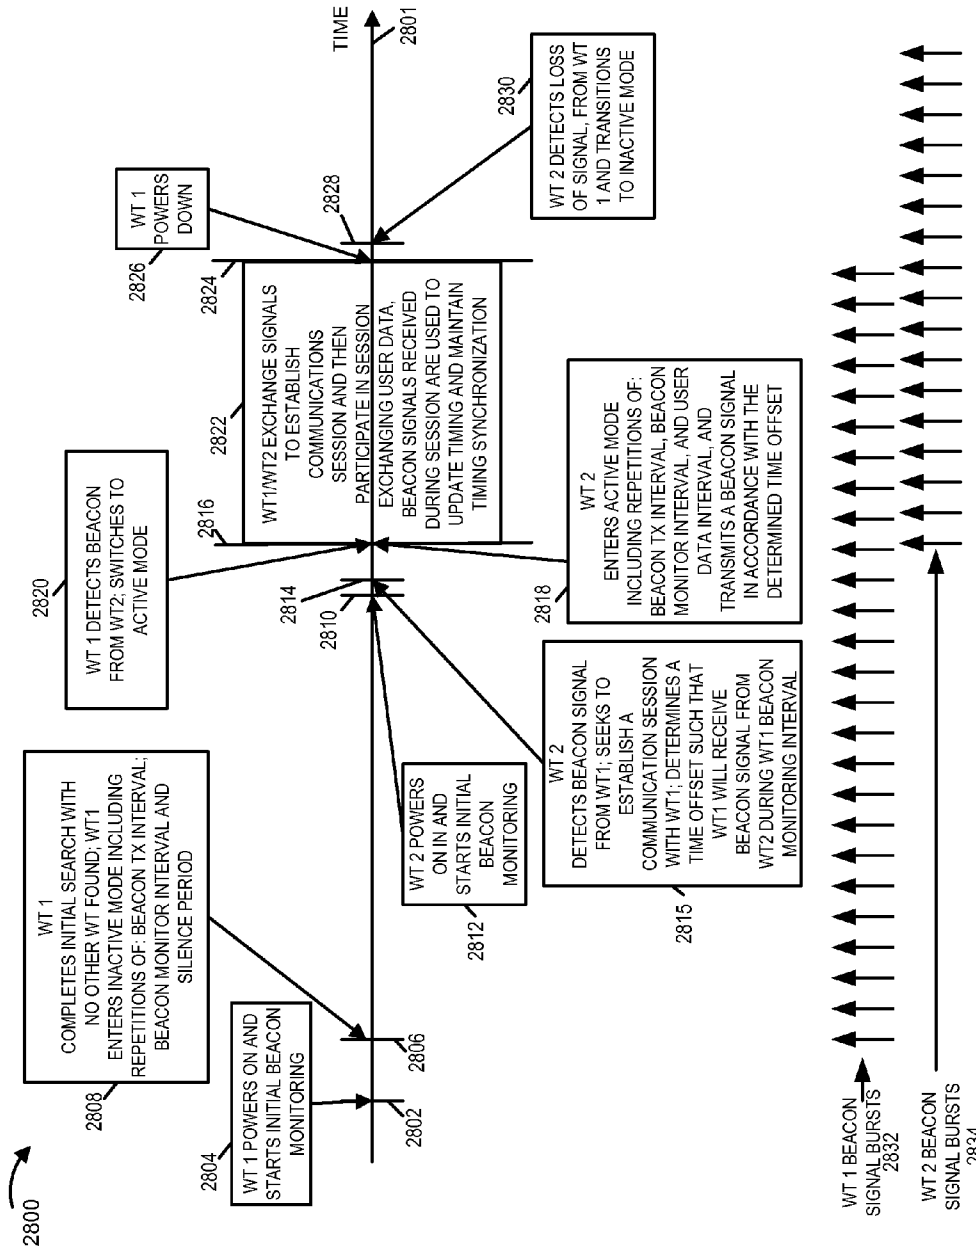 2800
2804
WT 1 POWERS ON AND
STARTS INITIAL BEACON
MONITORING
2802
2808
WT 1
COMPLETES INITIAL SEARCH WITH
NO OTHER WT FOUND; WT1
ENTERS INACTIVE MODE INCLUDING
REPETITIONS OF: BEACON TX INTERVAL;
BEACON MONITOR INTERVAL AND
SILENCE PERIOD
2806
2812
WT 2 POWERS
ON IN AND
STARTS INITIAL
BEACON
MONITORING
2810
2814
2815
WT 2
DETECTS BEACON SIGNAL
FROM WT1; SEEKS TO
ESTABLISH A
COMMUNICATION SESSION
WITH WT1; DETERMINES A
TIME OFFSET SUCH THAT
WT1 WILL RECEIVE
BEACON SIGNAL FROM
WT2 DURING WT1 BEACON
MONITORING INTERVAL
2820
WT 1 DETECTS BEACON
FROM WT2; SWITCHES TO
ACTIVE MODE
2816
2818
WT 2
ENTERS ACTIVE MODE
INCLUDING REPETITIONS OF:
BEACON TX INTERVAL, BEACON
MONITOR INTERVAL, AND USER
DATA INTERVAL, AND
TRANSMITS A BEACON SIGNAL
IN ACCORDANCE WITH THE
DETERMINED TIME OFFSET
2822
WT1/WT2 EXCHANGE SIGNALS
TO ESTABLISH
COMMUNICATIONS
SESSION AND THEN
PARTICIPATE IN SESSION
EXCHANGING USER DATA,
BEACON SIGNALS RECEIVED
DURING SESSION ARE USED TO
UPDATE TIMING AND MAINTAIN
TIMING SYNCHRONIZATION
2824
2826
WT 1
POWERS
DOWN
2828
2830
WT 2 DETECTS LOSS
OF SIGNAL, FROM WT
1 AND TRANSITIONS
TO INACTIVE MODE
TIME
2801
WT 1 BEACON
SIGNAL BURSTS
2832
WT 2 BEACON
SIGNAL BURSTS
2834